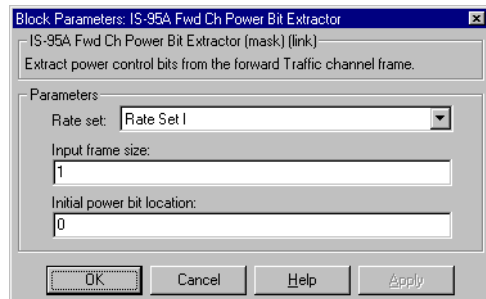 Block Parameters: IS-95A Fwd Ch Power Bit Extractor
IS-95A Fwd Ch Power Bit Extractor (mask) (link)
Extract power control bits from the forward Traffic channel frame.
Parameters
Rate set: Rate Set I
Input frame size:
1
Initial power bit location:
0
OK Cancel Help Apply